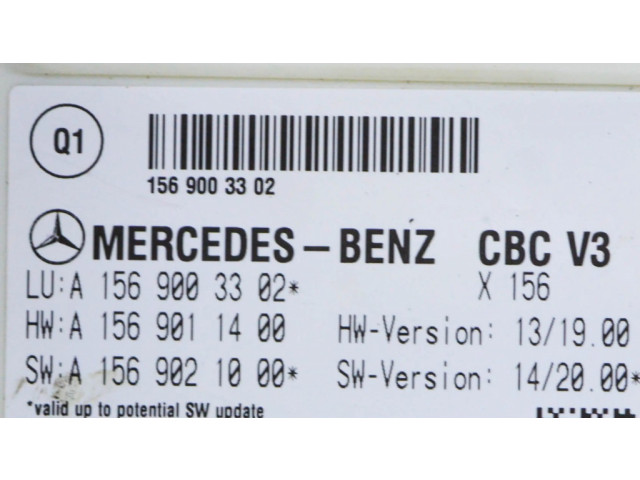 Q1
156 900 33 02
MERCEDES-BENZ CBC V3
LU:A 156 900 33 02* X 156
HW:A 156 901 14 00 HW-Version: 13/19.00
SW:A 156 902 10 00* SW-Version: 14/20.00*
*valid up to potential SW update